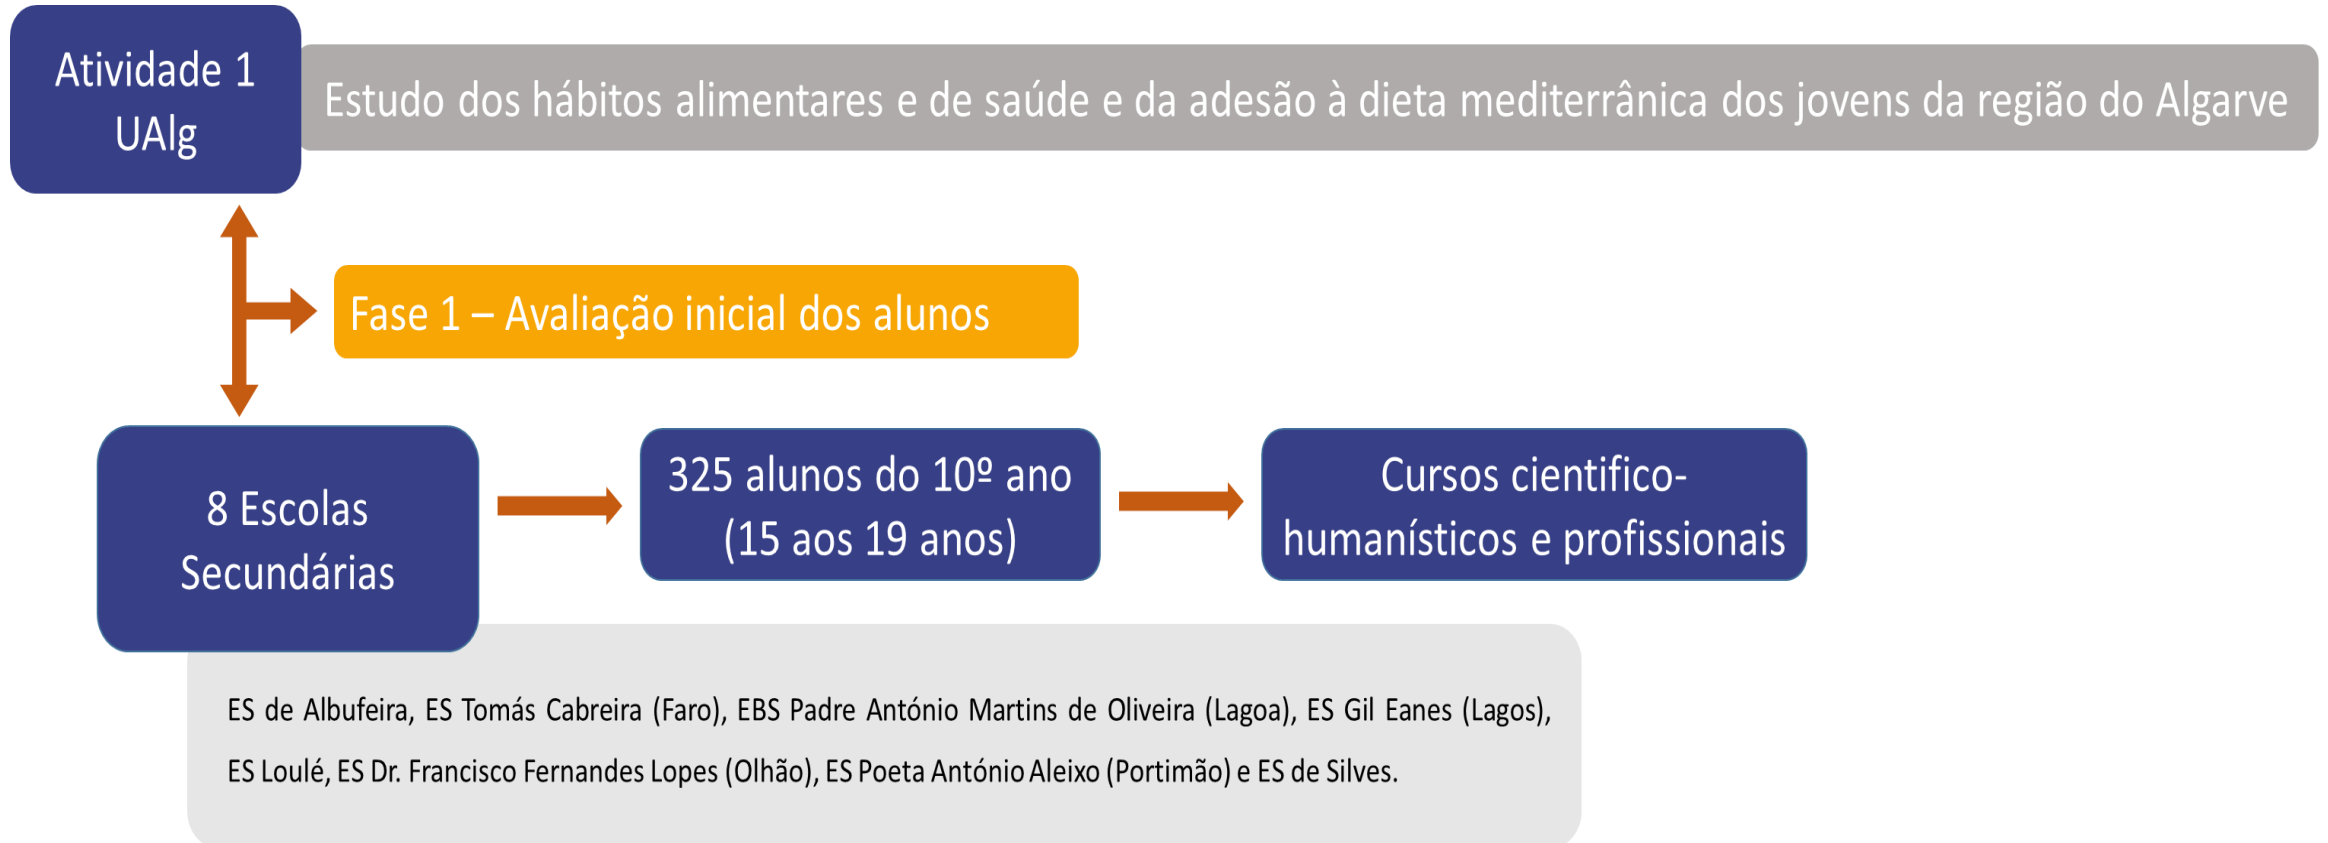 Atividade 1
UAlg
Estudo dos hábitos alimentares e de saúde e da adesão à dieta mediterrânica dos jovens da região do Algarve
Fase 1 – Avaliação inicial dos alunos
8 Escolas
Secundárias
325 alunos do 10º ano
(15 aos 19 anos)
Cursos cientifico-
humanísticos e profissionais
ES de Albufeira, ES Tomás Cabreira (Faro), EBS Padre António Martins de Oliveira (Lagoa), ES Gil Eanes (Lagos),
ES Loulé, ES Dr. Francisco Fernandes Lopes (Olhão), ES Poeta António Aleixo (Portimão) e ES de Silves.